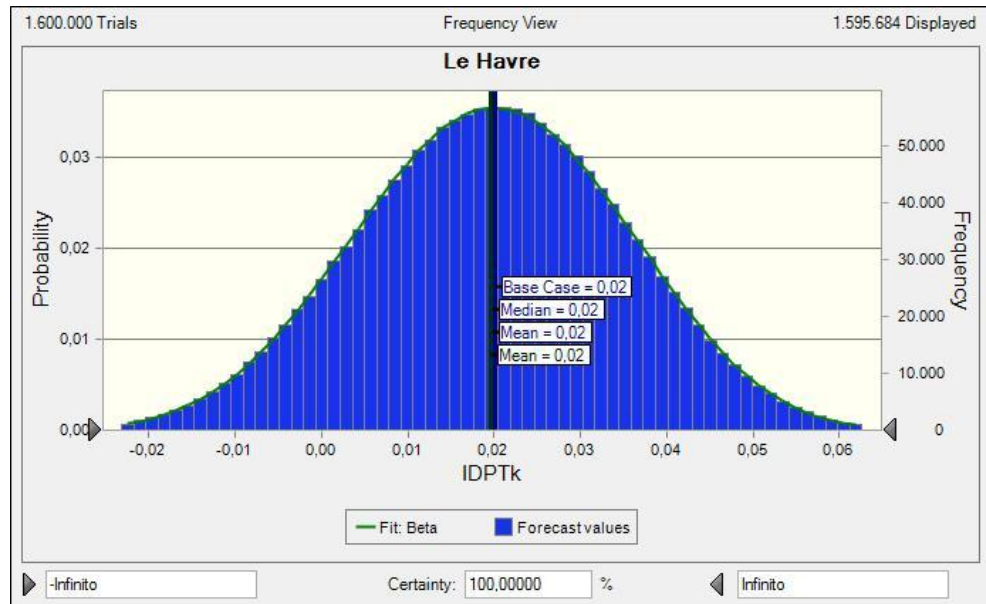 1.600.000 Trials Frequency View 1.595.684 Displayed
Le Havre
Probability
0,03
0,02
0,01
0,00
Base Case = 0,02
Median = 0,02
Mean = 0,02
Mean = 0,02
50.000
40.000
30.000
20.000
10.000
0
Frequency
-0,02 -0,01 0,00 0,01 0,02 0,03 0,04 0,05 0,06
IDPTk
Fit: Beta Forecast values
-Infinito Certainty: 100,00000 % Infinito